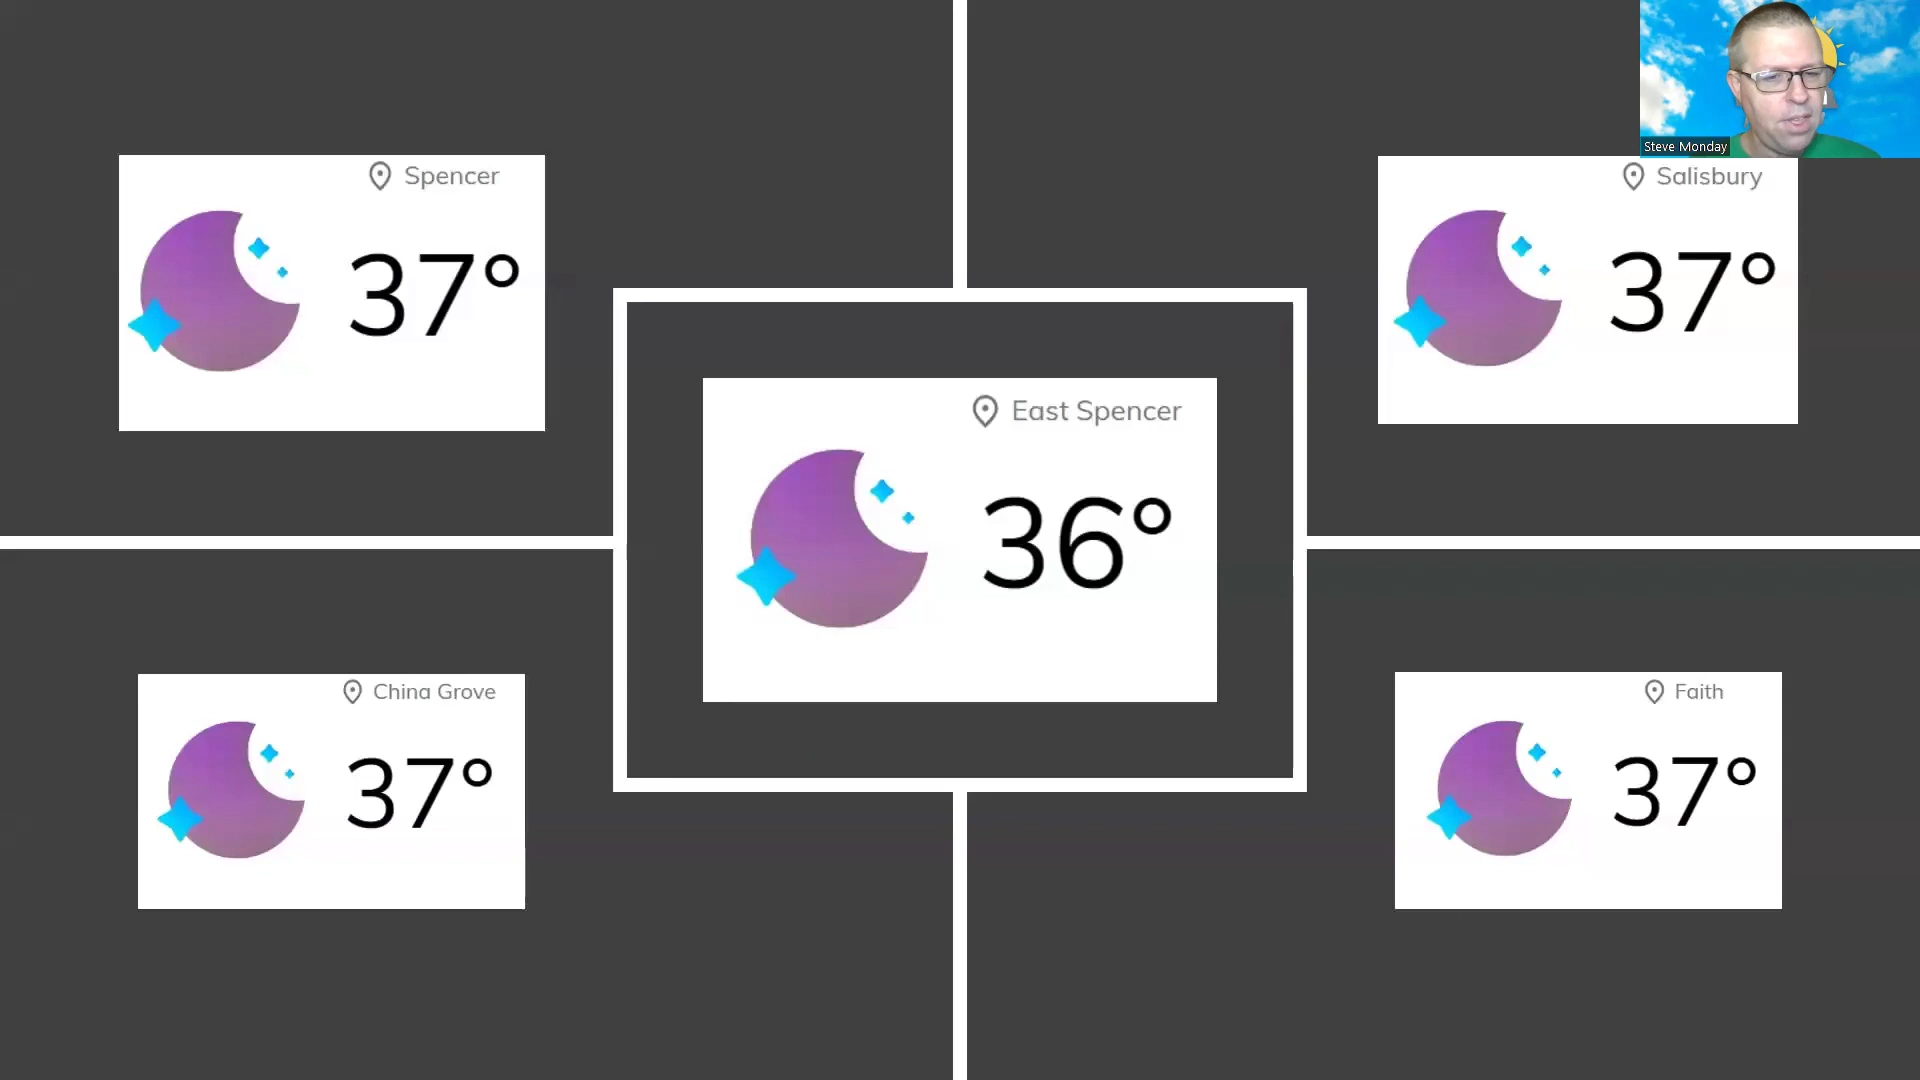 Spencer
37°
Salisbury
37°
Steve Monday
East Spencer
36°
China Grove
37°
Faith
37°